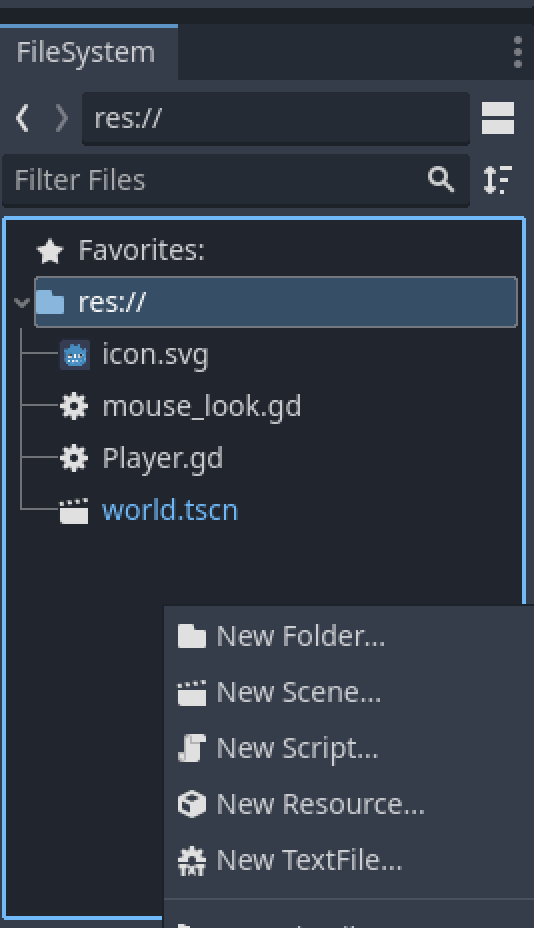 FileSystem
res://
Filter Files
Favorites:
res://
icon.svg
mouse_look.gd
Player.gd
world.tscn
New Folder...
New Scene...
New Script...
New Resource...
New TextFile...